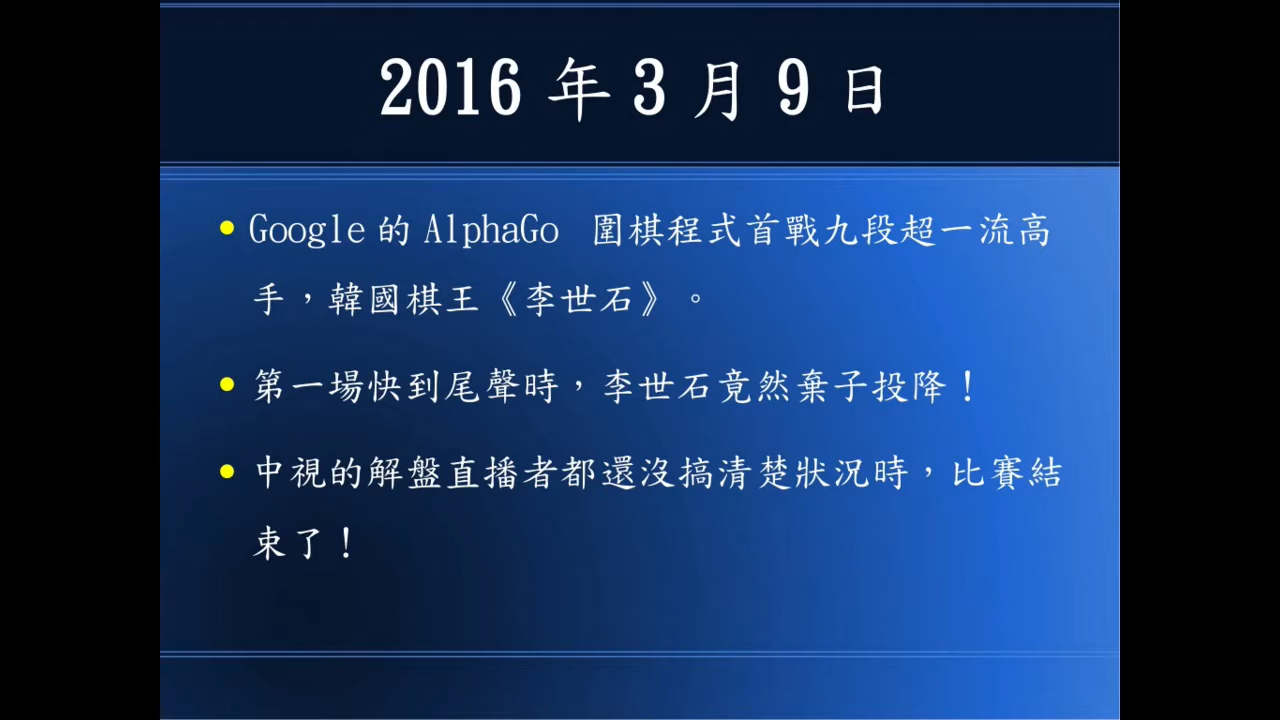 2016 年 3 月 9 日
Google 的 AlphaGo 圍棋程式首戰九段超一流高
手，韓國棋王《李世石》。
第一場快到尾聲時，李世石竟然棄子投降！
中視的解盤直播者都還沒搞清楚狀況時，比賽結
束了！